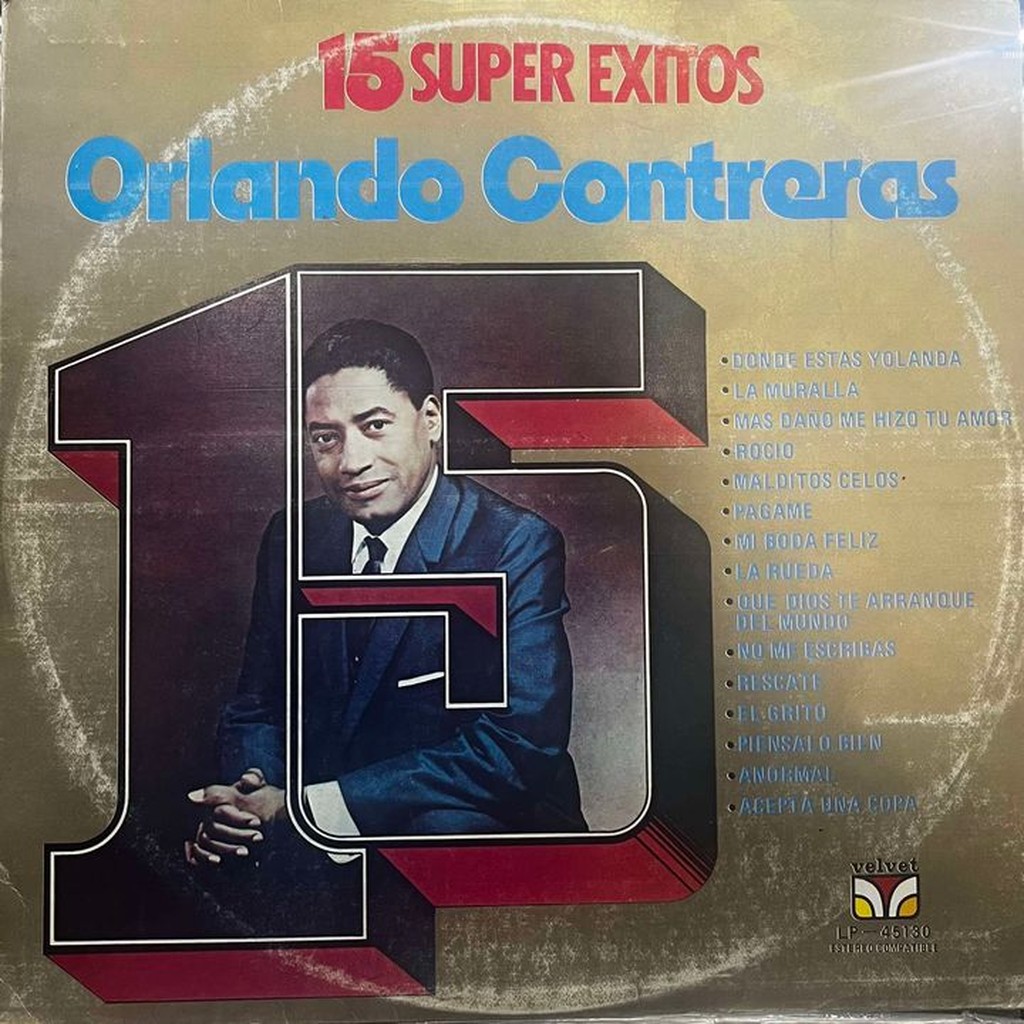 15 SUPER EXITOS
Orlando Contreras
15
• DONDE ESTAS YOLANDA
• LA MURALLA
• MAS DAÑO ME HIZO TU AMOR
• ROCIO
• MALDITOS CELOS
• PAGAME
• MI BODA FELIZ
• LA RUEDA
• QUE DIOS TE ARRANQUE
DEL MUNDO
• NO ME ESCRIBAS
• RESCATE
• EL GRITO
• PIENSALO BIEN
• ANORMAL
• ACEPTA UNA COPA
velvet
LP-45130
ESTEREO COMPATIBLE